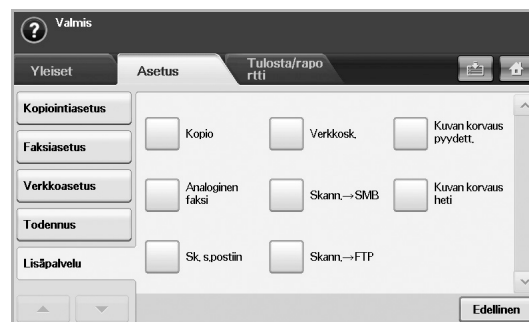 ?
Valmis
Yleiset
Asetus
Tulosta/rapo
rtti
Kopiointiasetus
Faksiasetus
Verkkoasetus
Todennus
Lisäpalvelu
Kopio
Verkkosk.
Kuvan korvaus
pyydett.
Analoginen
faksi
Skann.→SMB
Kuvan korvaus
heti
Sk. s.postiin
Skann.→FTP
Edellinen